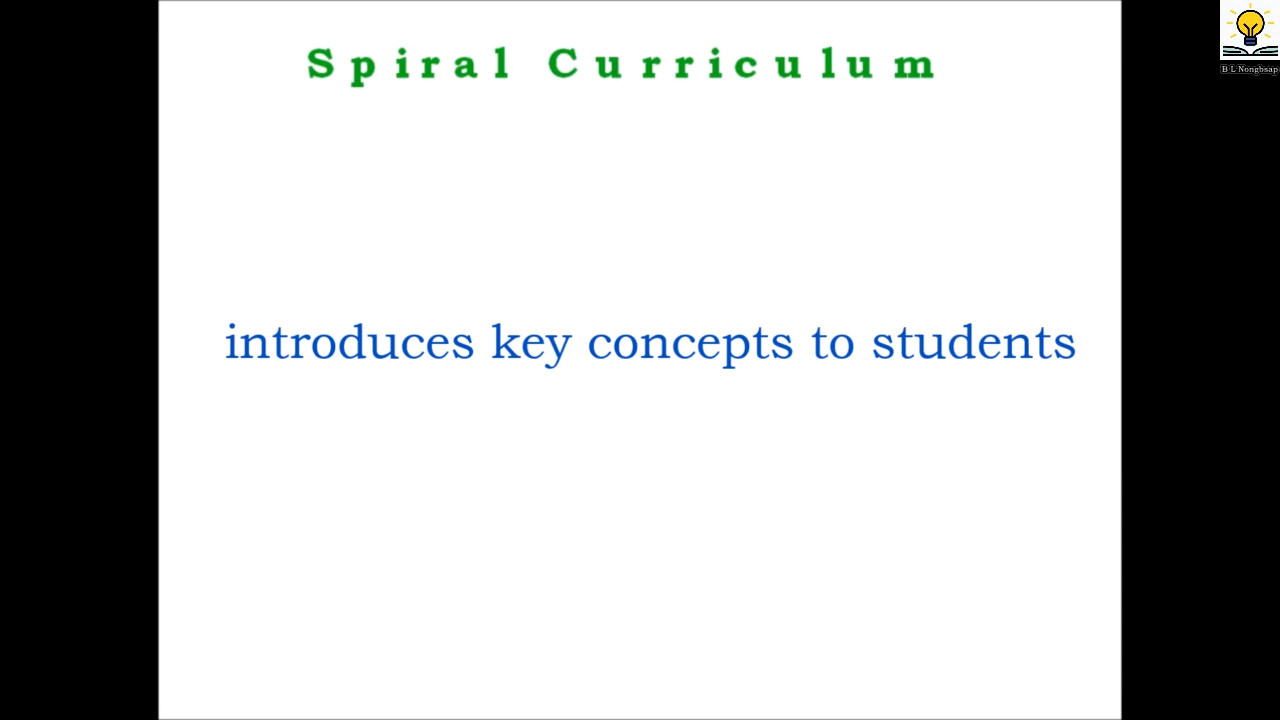 Spiral Curriculum
introduces key concepts to students
B L Nongbsap